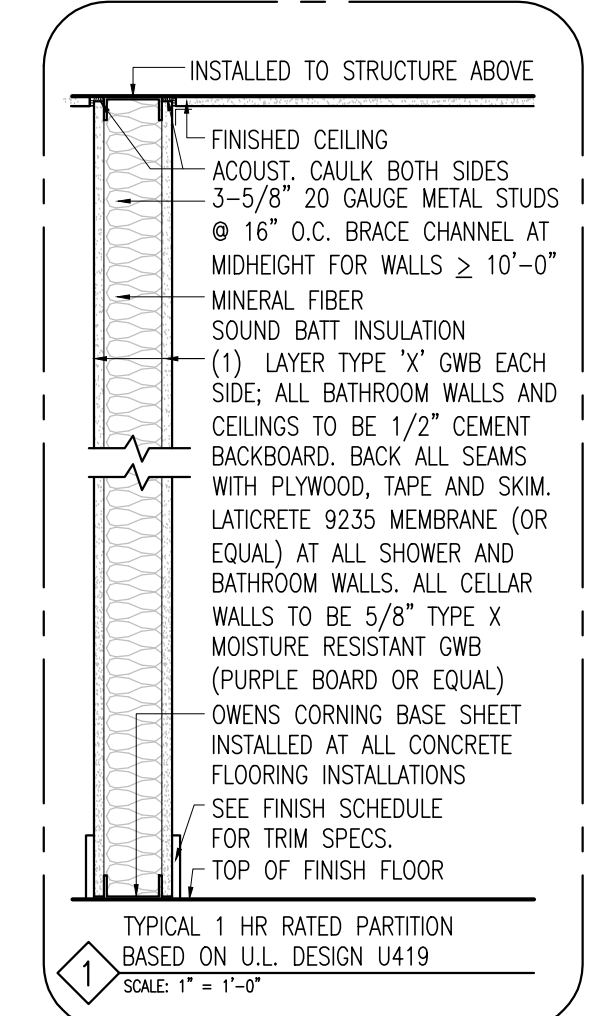 INSTALLED TO STRUCTURE ABOVE
FINISHED CEILING
ACOUST. CAULK BOTH SIDES
3-5/8" 20 GAUGE METAL STUDS
@ 16" O.C. BRACE CHANNEL AT
MIDHEIGHT FOR WALLS ≥ 10'-0"
MINERAL FIBER
SOUND BATT INSULATION
(1) LAYER TYPE 'X' GWB EACH
SIDE; ALL BATHROOM WALLS AND
CEILINGS TO BE 1/2" CEMENT
BACKBOARD. BACK ALL SEAMS
WITH PLYWOOD, TAPE AND SKIM.
LATICRETE 9235 MEMBRANE (OR
EQUAL) AT ALL SHOWER AND
BATHROOM WALLS. ALL CELLAR
WALLS TO BE 5/8" TYPE X
MOISTURE RESISTANT GWB
(PURPLE BOARD OR EQUAL)
OWENS CORNING BASE SHEET
INSTALLED AT ALL CONCRETE
FLOORING INSTALLATIONS
SEE FINISH SCHEDULE
FOR TRIM SPECS.
TOP OF FINISH FLOOR
TYPICAL 1 HR RATED PARTITION
BASED ON U.L. DESIGN U419
1
SCALE: 1" = 1'-0"